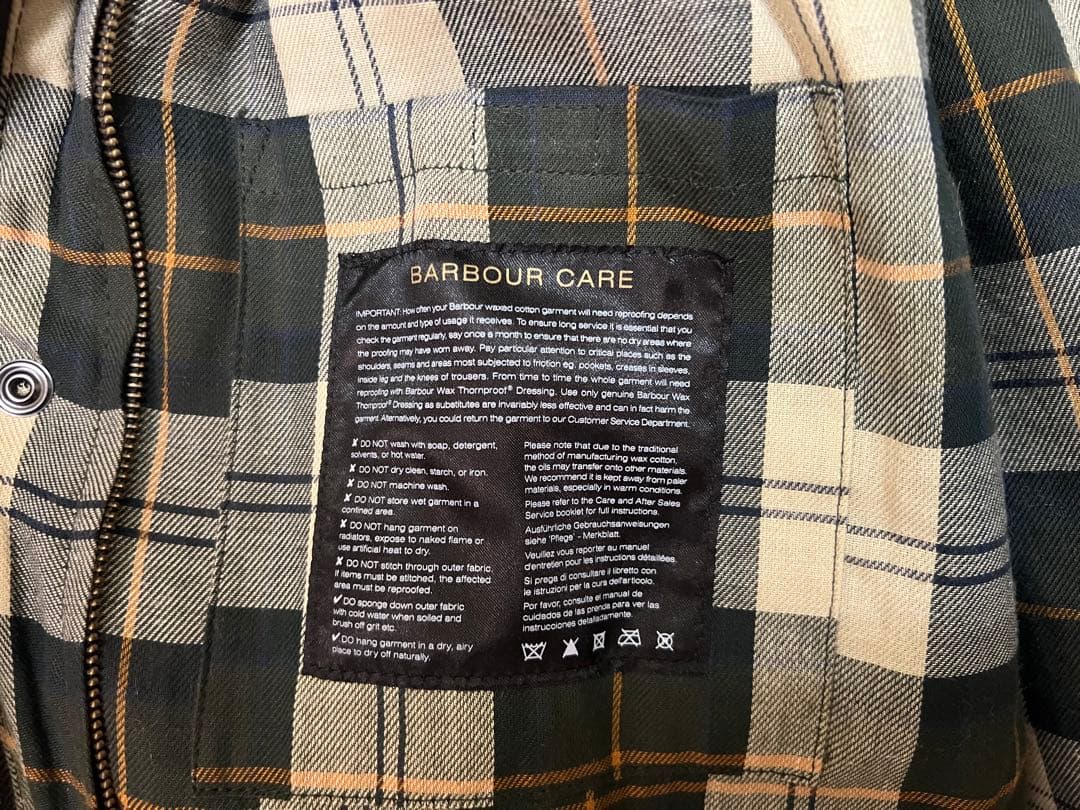 BARBOUR CARE
IMPORTANT: How often your Barbour waxed cotton garment will need reproofing depends
on the amount and type of usage it receives. To ensure long service it is essential that you
check the garment regularly, say once a month to ensure that there are no dry areas where
the proofing may have worn away. Pay particular attention to critical places such as the
shoulders, seams and areas most subjected to friction eg. pockets, creases in sleeves,
inside leg and the knees of trousers. From time to time the whole garment will need
reproofing with Barbour Wax Thornproof® Dressing. Use only genuine Barbour Wax
Thornproof® Dressing as substitutes are invariably less effective and can in fact harm the
garment. Alternatively, you could return the garment to our Customer Service Department.
✘ DO NOT wash with soap, detergent,
solvents, or hot water.
✘ DO NOT dry clean, starch, or iron.
✘ DO NOT machine wash.
✘ DO NOT store wet garment in a
confined area.
✘ DO NOT hang garment on
radiators, expose to naked flame or
use artificial heat to dry.
✘ DO NOT stitch through outer fabric.
If items must be stitched, the affected
area must be reproofed.
✔ DO sponge down outer fabric
with cold water when soiled and
brush off grit etc.
✔ DO hang garment in a dry, airy
place to dry off naturally.
Please note that due to the traditional
method of manufacturing wax cotton,
the oils may transfer onto other materials.
We recommend it is kept away from paler
materials, especially in warm conditions.
Please refer to the Care and After Sales
Service booklet for full instructions.
Ausführliche Gebrauchsanweisungen
siehe 'Pflege' - Merkblatt.
Veuillez vous reporter au manuel
d'entretien pour les instructions détaillées.
Si prega di consultare il libretto con
le istruzioni per la cura dell'articolo.
Por favor, consulte el manual de
cuidados de las prendas para ver las
instrucciones detalladamente.